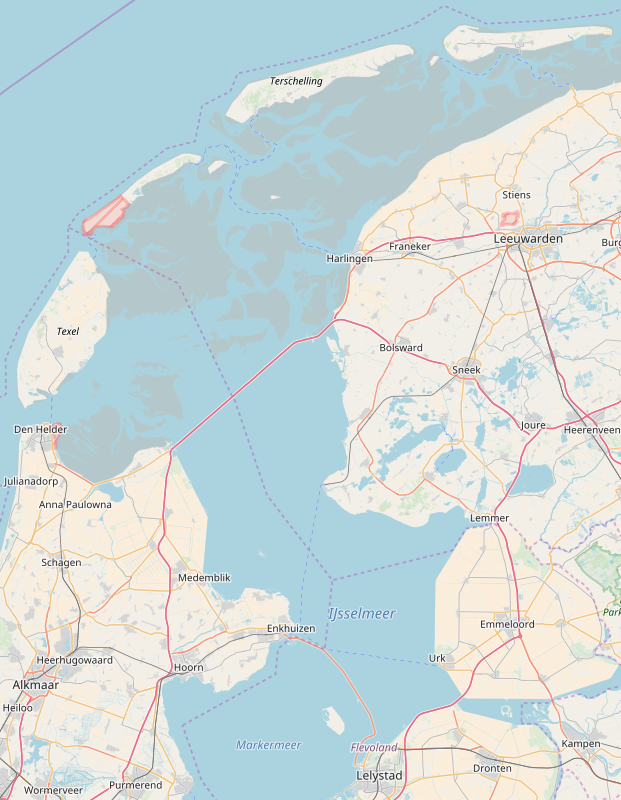 Terschelling
Stiens
Leeuwarden
Franeker
Burg
Harlingen
Texel
Bolsward
Sneek
Den Helder
Joure
Heerenveen
Julianadorp
Anna Paulowna
Lemmer
Schagen
Medemblik
IJsselmeer
Park
Emmeloord
Enkhuizen
Urk
Heerhugowaard
Hoorn
Alkmaar
Heiloo
Markermeer
Flevoland
Kampen
Lelystad
Dronten
Purmerend
Wormerveer